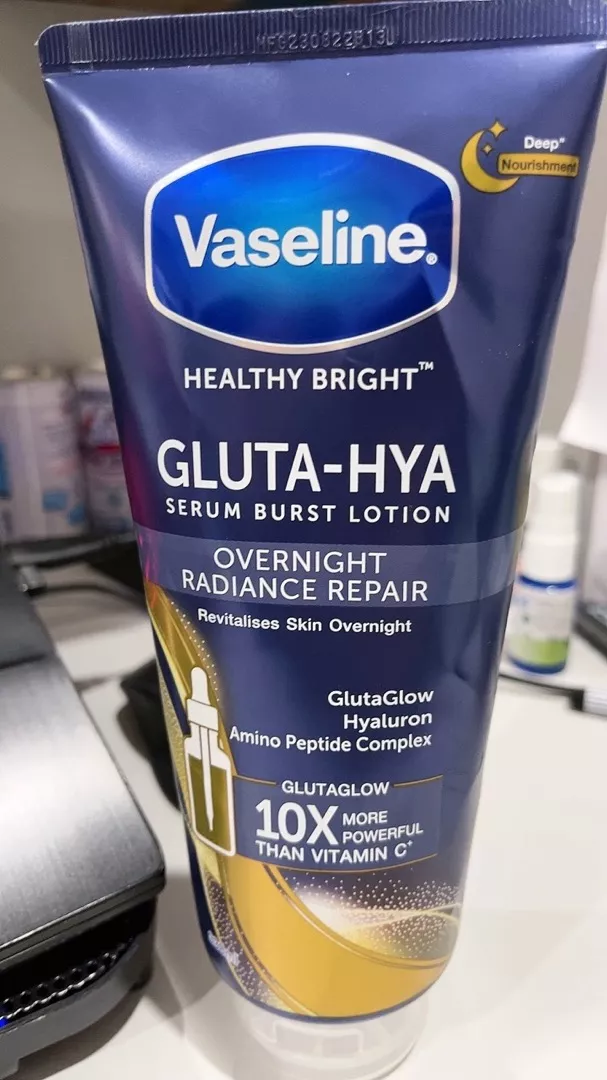 Deep*
Nourishment
Vaseline®
HEALTHY BRIGHT™
GLUTA-HYA
SERUM BURST LOTION
OVERNIGHT
RADIANCE REPAIR
Revitalises Skin Overnight
GlutaGlow
Hyaluron
Amino Peptide Complex
GLUTAGLOW
10X MORE
POWERFUL
THAN VITAMIN C⁺